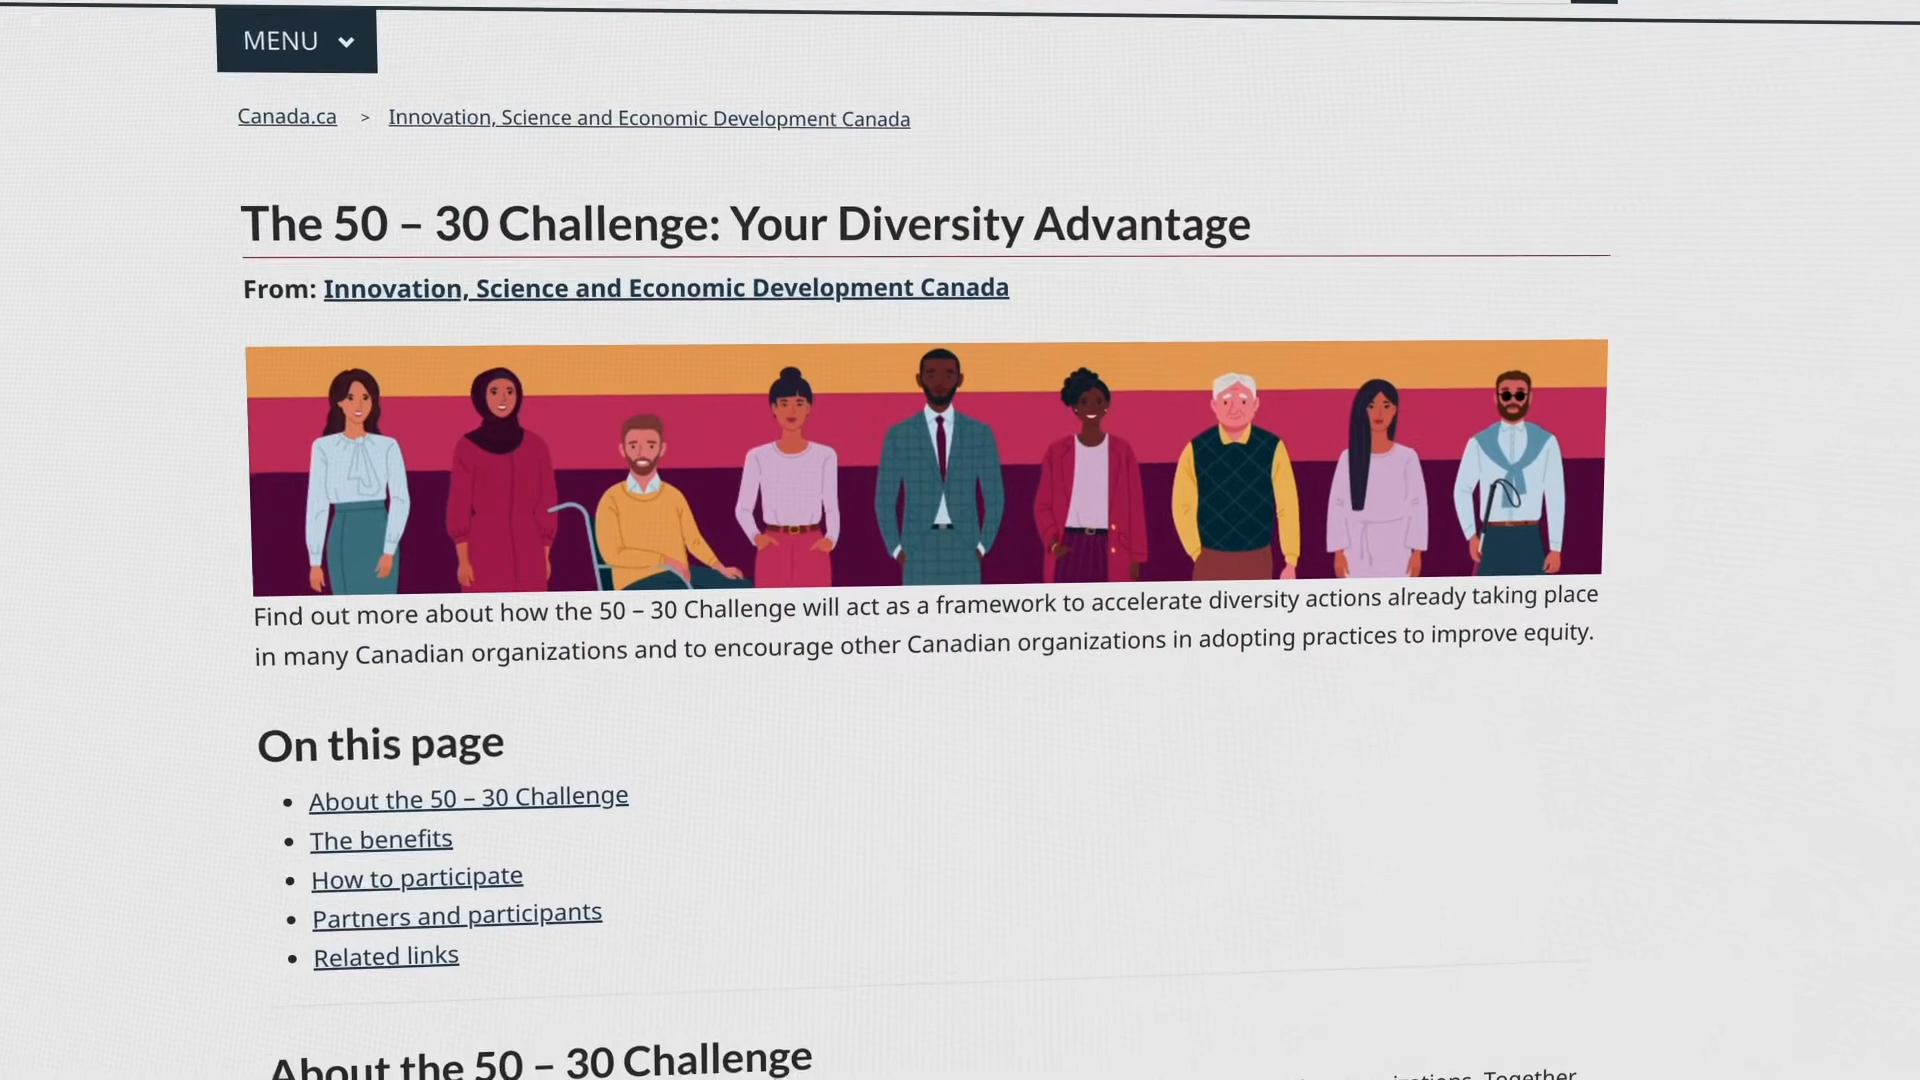 MENU
Canada.ca > Innovation, Science and Economic Development Canada
The 50 – 30 Challenge: Your Diversity Advantage
From: Innovation, Science and Economic Development Canada
Find out more about how the 50 – 30 Challenge will act as a framework to accelerate diversity actions already taking place
in many Canadian organizations and to encourage other Canadian organizations in adopting practices to improve equity.
On this page
• About the 50 – 30 Challenge
• The benefits
• How to participate
• Partners and participants
• Related links
About the 50 – 30 Challenge
Together